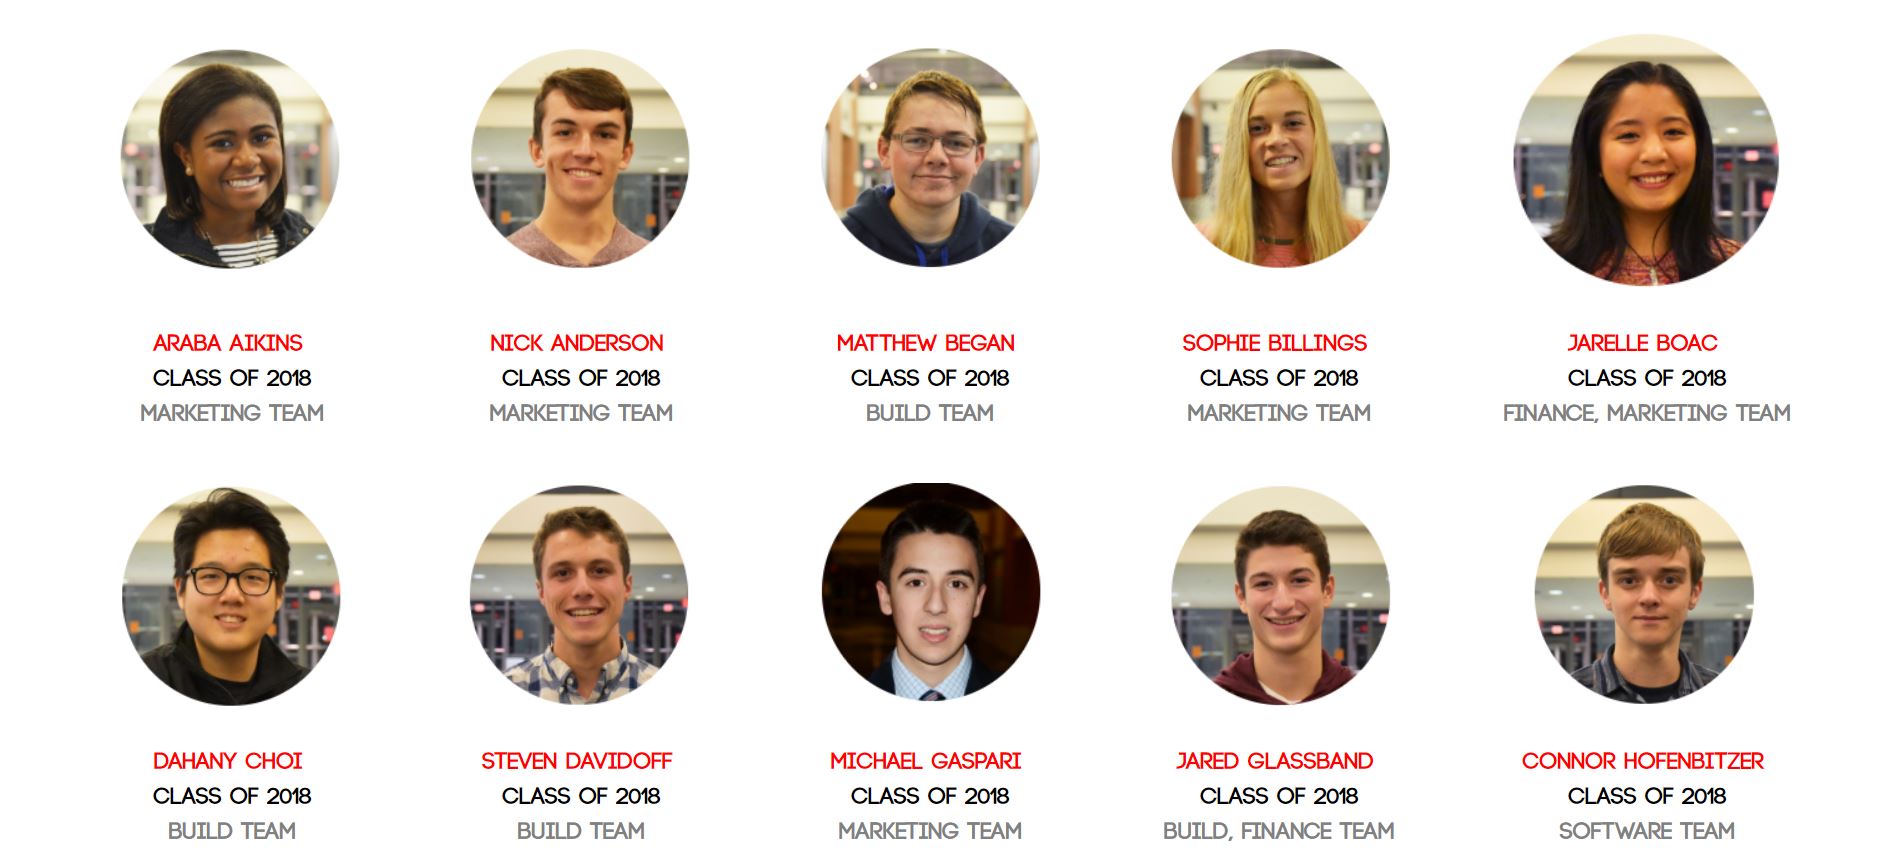 ARABA AIKINS
CLASS OF 2018
MARKETING TEAM
NICK ANDERSON
CLASS OF 2018
MARKETING TEAM
MATTHEW BEGAN
CLASS OF 2018
BUILD TEAM
SOPHIE BILLINGS
CLASS OF 2018
MARKETING TEAM
JARELLE BOAC
CLASS OF 2018
FINANCE, MARKETING TEAM
DAHANY CHOI
CLASS OF 2018
BUILD TEAM
STEVEN DAVIDOFF
CLASS OF 2018
BUILD TEAM
MICHAEL GASPARI
CLASS OF 2018
MARKETING TEAM
JARED GLASSBAND
CLASS OF 2018
BUILD, FINANCE TEAM
CONNOR HOFENBITZER
CLASS OF 2018
SOFTWARE TEAM